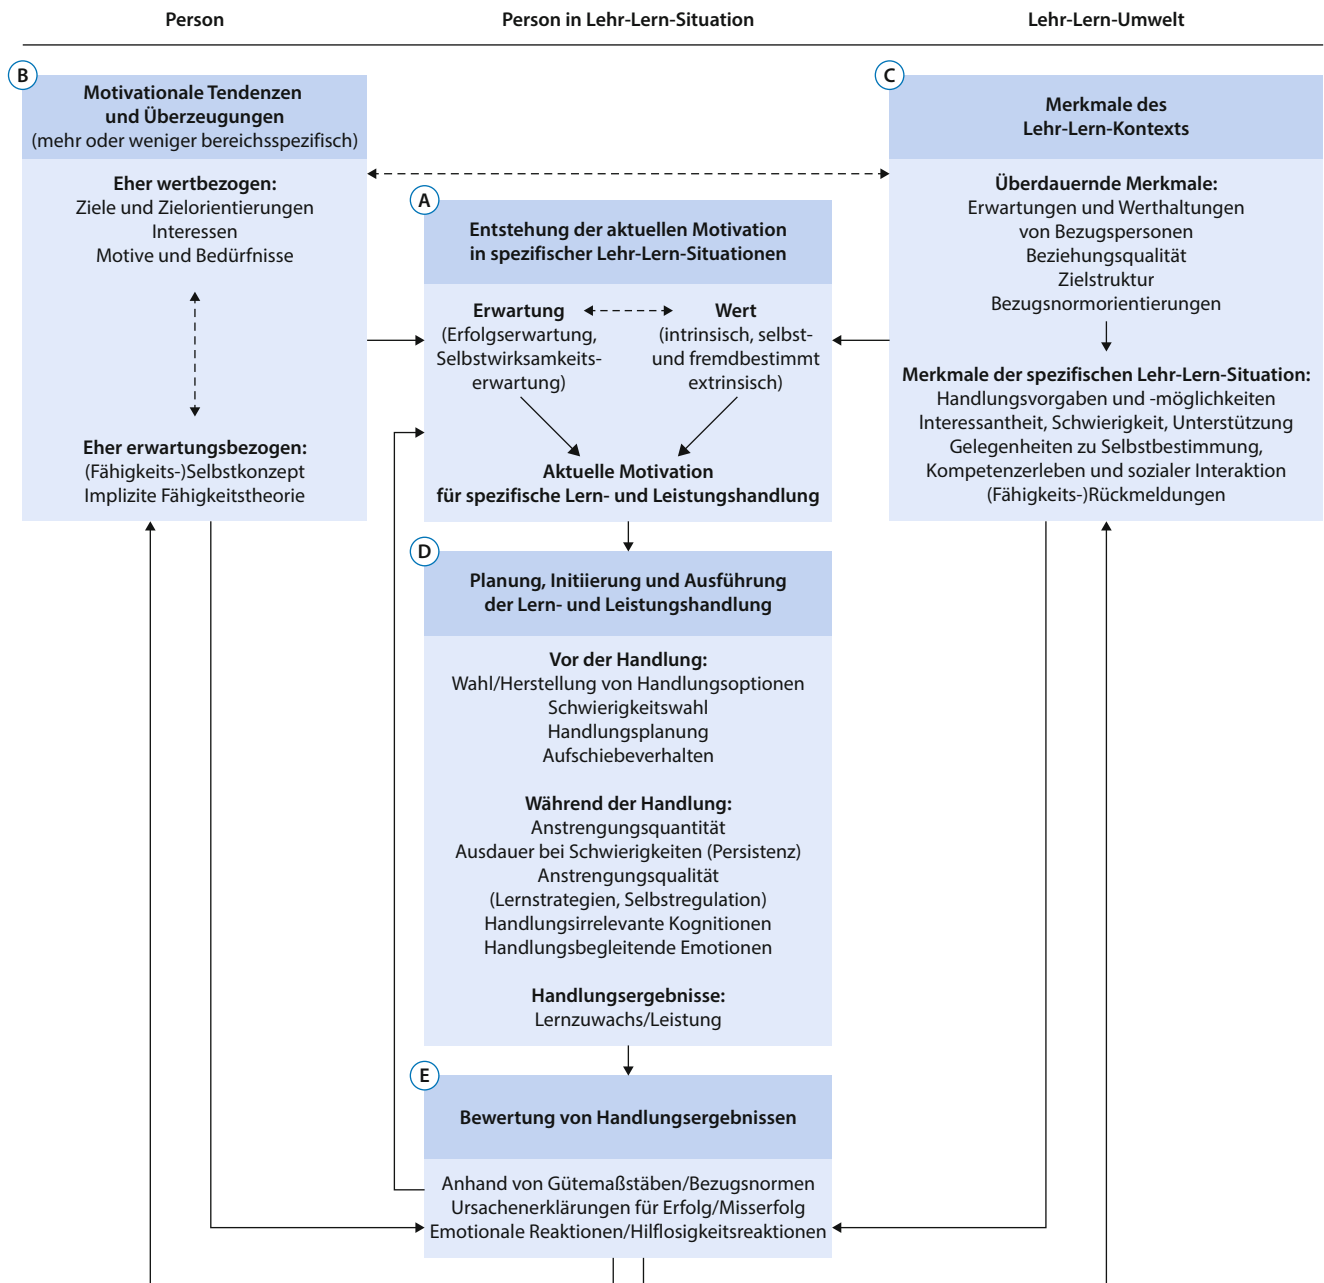 Person
Person in Lehr-Lern-Situation
Lehr-Lern-Umwelt
B
Motivationale Tendenzen
und Überzeugungen
(mehr oder weniger bereichsspezifisch)
Eher wertbezogen:
Ziele und Zielorientierungen
Interessen
Motive und Bedürfnisse
Eher erwartungsbezogen:
(Fähigkeits-)Selbstkonzept
Implizite Fähigkeitstheorie
A
Entstehung der aktuellen Motivation
in spezifischer Lehr-Lern-Situationen
Erwartung
(Erfolgserwartung,
Selbstwirksamkeits-
erwartung)
Wert
(intrinsisch, selbst-
und fremdbestimmt
extrinsisch)
Aktuelle Motivation
für spezifische Lern- und Leistungshandlung
C
Merkmale des
Lehr-Lern-Kontexts
Überdauernde Merkmale:
Erwartungen und Werthaltungen
von Bezugspersonen
Beziehungsqualität
Zielstruktur
Bezugsnormorientierungen
Merkmale der spezifischen Lehr-Lern-Situation:
Handlungsvorgaben und -möglichkeiten
Interessantheit, Schwierigkeit, Unterstützung
Gelegenheiten zu Selbstbestimmung,
Kompetenzerleben und sozialer Interaktion
(Fähigkeits-)Rückmeldungen
D
Planung, Initiierung und Ausführung
der Lern- und Leistungshandlung
Vor der Handlung:
Wahl/Herstellung von Handlungsoptionen
Schwierigkeitswahl
Handlungsplanung
Aufschiebeverhalten
Während der Handlung:
Anstrengungsquantität
Ausdauer bei Schwierigkeiten (Persistenz)
Anstrengungsqualität
(Lernstrategien, Selbstregulation)
Handlungsirrelevante Kognitionen
Handlungsbegleitende Emotionen
Handlungsergebnisse:
Lernzuwachs/Leistung
E
Bewertung von Handlungsergebnissen
Anhand von Gütemaßstäben/Bezugsnormen
Ursachenerklärungen für Erfolg/Misserfolg
Emotionale Reaktionen/Hilflosigkeitsreaktionen